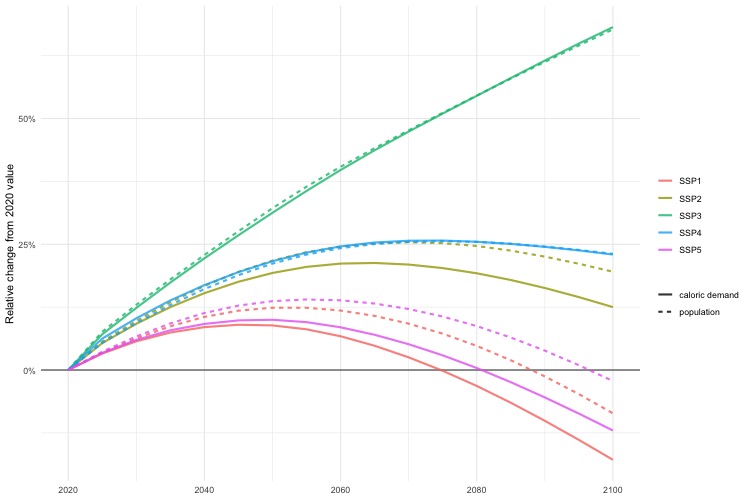 Relative change from 2020 value
50%
25%
0%
2020
2040
2060
2080
2100
SSP1
SSP2
SSP3
SSP4
SSP5
caloric demand
population